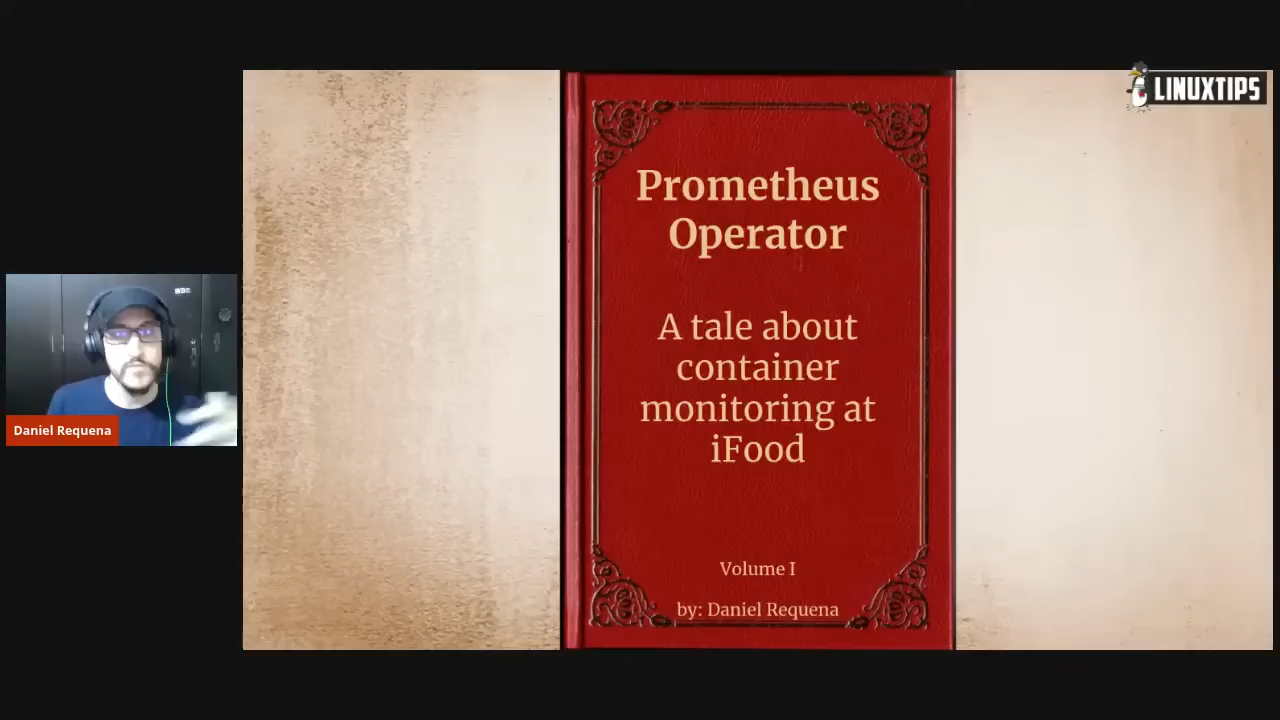 LINUXTIPS
Prometheus
Operator
A tale about
container
monitoring at
iFood
Volume I
by: Daniel Requena
Daniel Requena